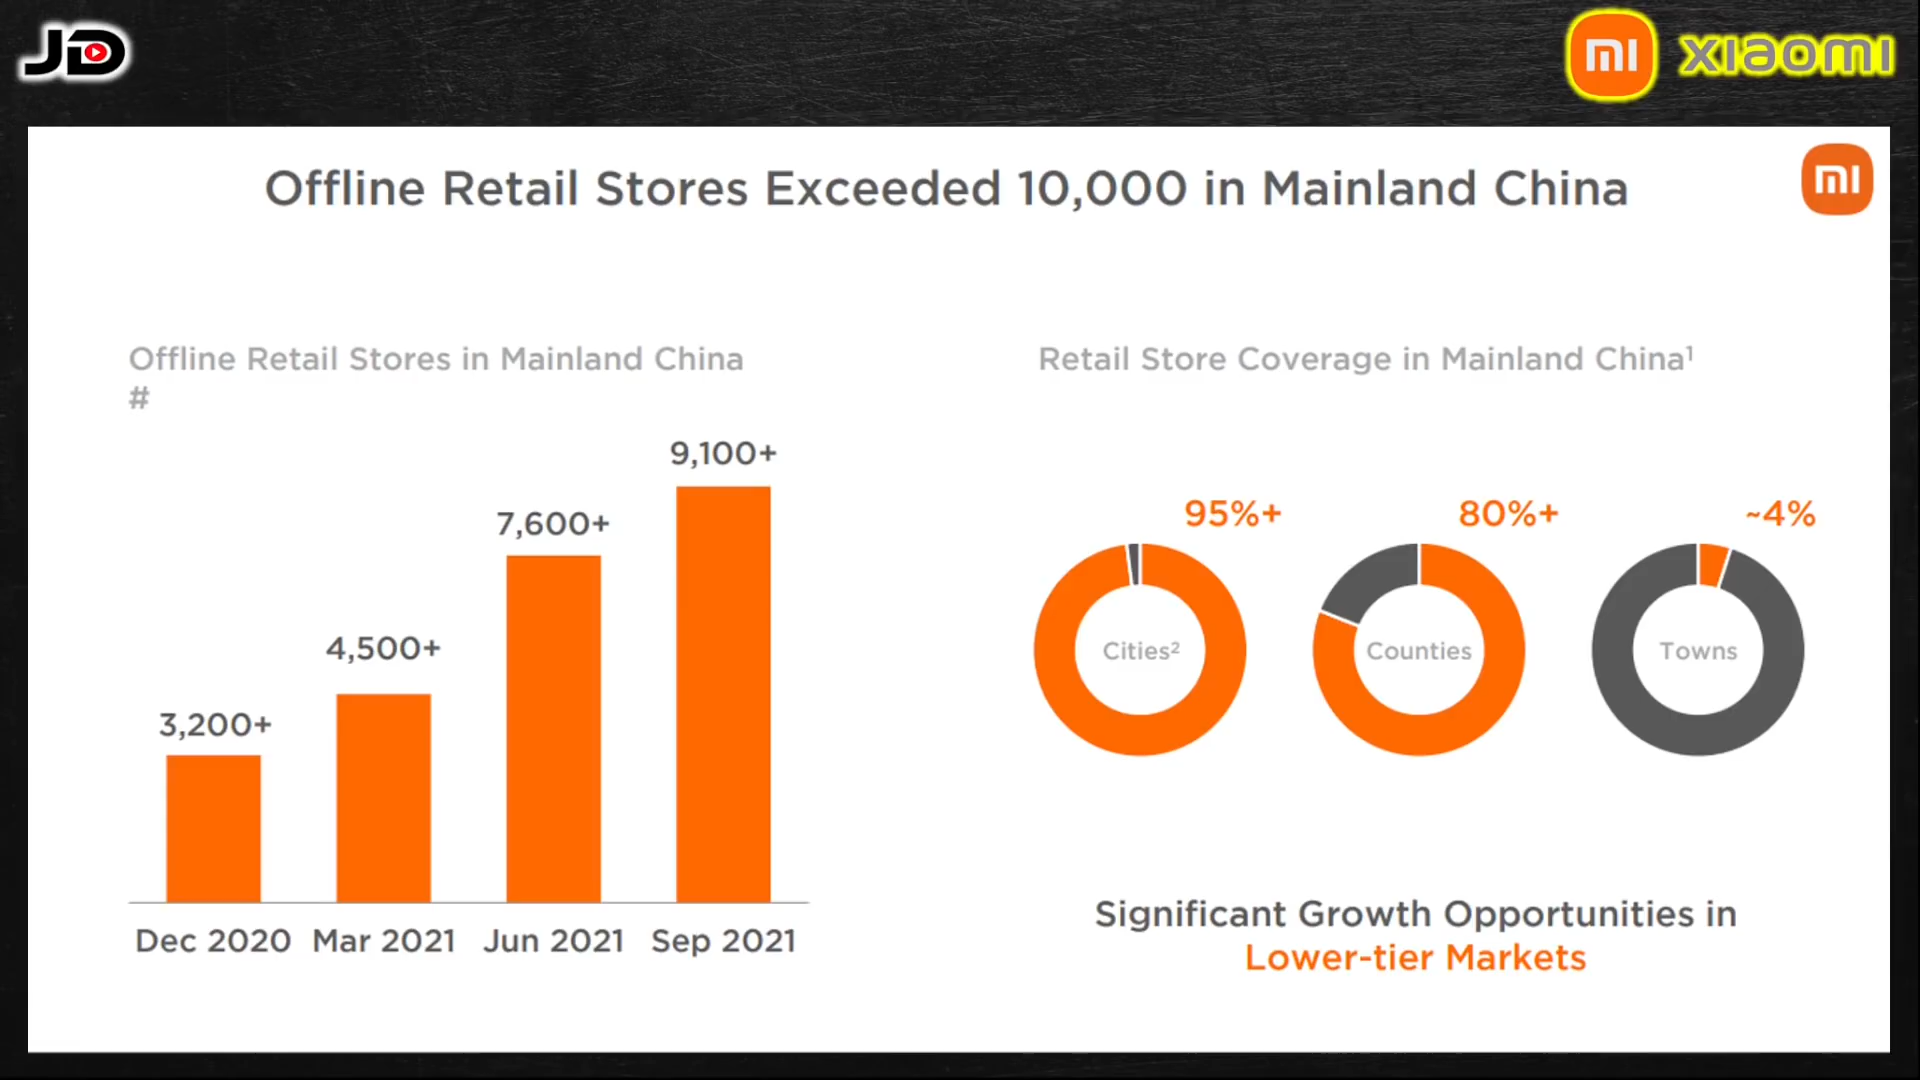 JD
mi xiaomi
mi
Offline Retail Stores Exceeded 10,000 in Mainland China
Offline Retail Stores in Mainland China
#
3,200+
4,500+
7,600+
9,100+
Dec 2020 Mar 2021 Jun 2021 Sep 2021
Retail Store Coverage in Mainland China¹
95%+
80%+
~4%
Cities²
Counties
Towns
Significant Growth Opportunities in
Lower-tier Markets